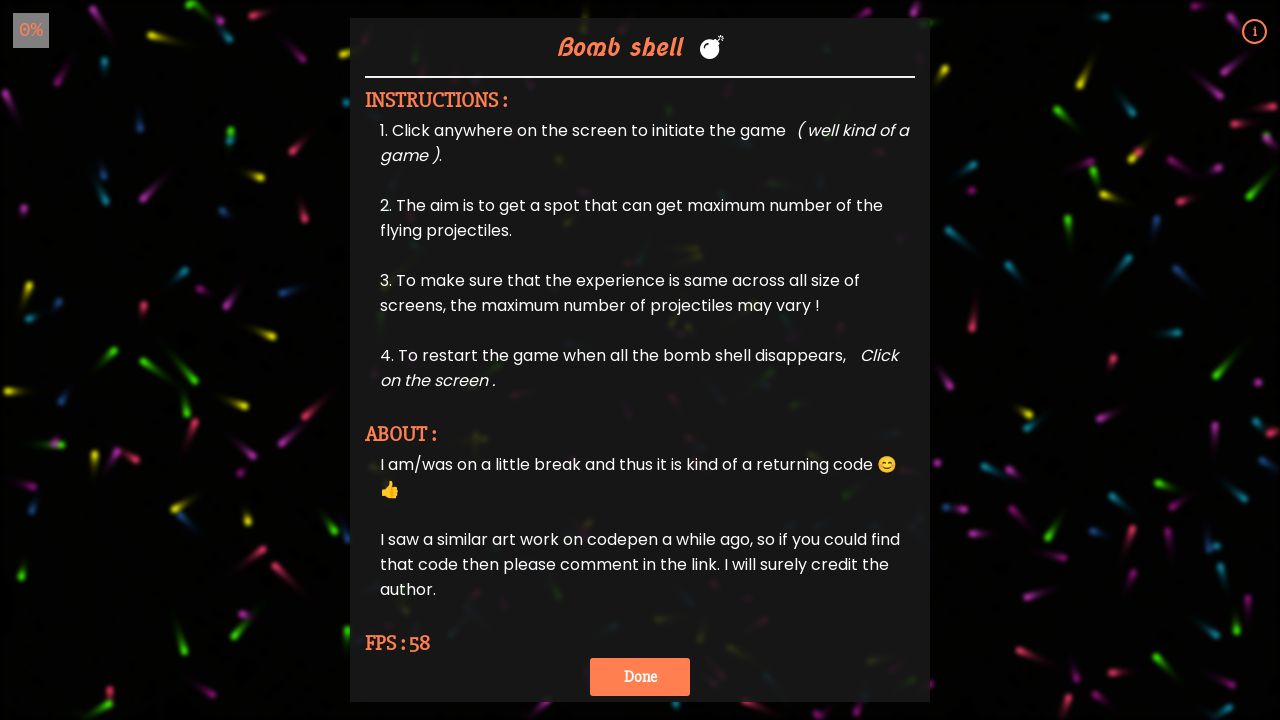 0%
i
Bomb shell 💣
INSTRUCTIONS :
1. Click anywhere on the screen to initiate the game ( well kind of a
game ).
2. The aim is to get a spot that can get maximum number of the
flying projectiles.
3. To make sure that the experience is same across all size of
screens, the maximum number of projectiles may vary !
4. To restart the game when all the bomb shell disappears, Click
on the screen .
ABOUT :
I am/was on a little break and thus it is kind of a returning code 😊
👍
I saw a similar art work on codepen a while ago, so if you could find
that code then please comment in the link. I will surely credit the
author.
FPS : 58
Done